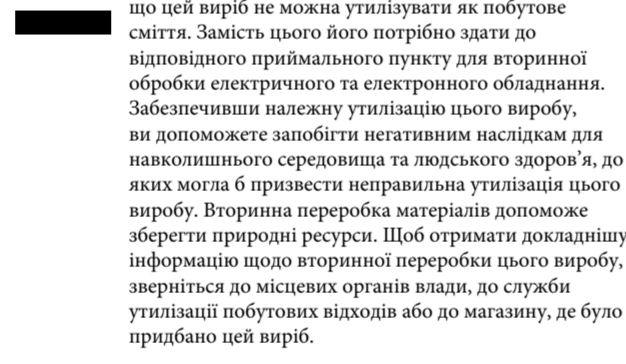 що цей виріб не можна утилізувати як побутове
сміття. Замість цього його потрібно здати до
відповідного приймального пункту для вторинної
обробки електричного та електронного обладнання.
Забезпечивши належну утилізацію цього виробу,
ви допоможете запобігти негативним наслідкам для
навколишнього середовища та людського здоров’я, до
яких могла б призвести неправильна утилізація цього
виробу. Вторинна переробка матеріалів допоможе
зберегти природні ресурси. Щоб отримати докладнішу
інформацію щодо вторинної переробки цього виробу,
зверніться до місцевих органів влади, до служби
утилізації побутових відходів або до магазину, де було
придбано цей виріб.